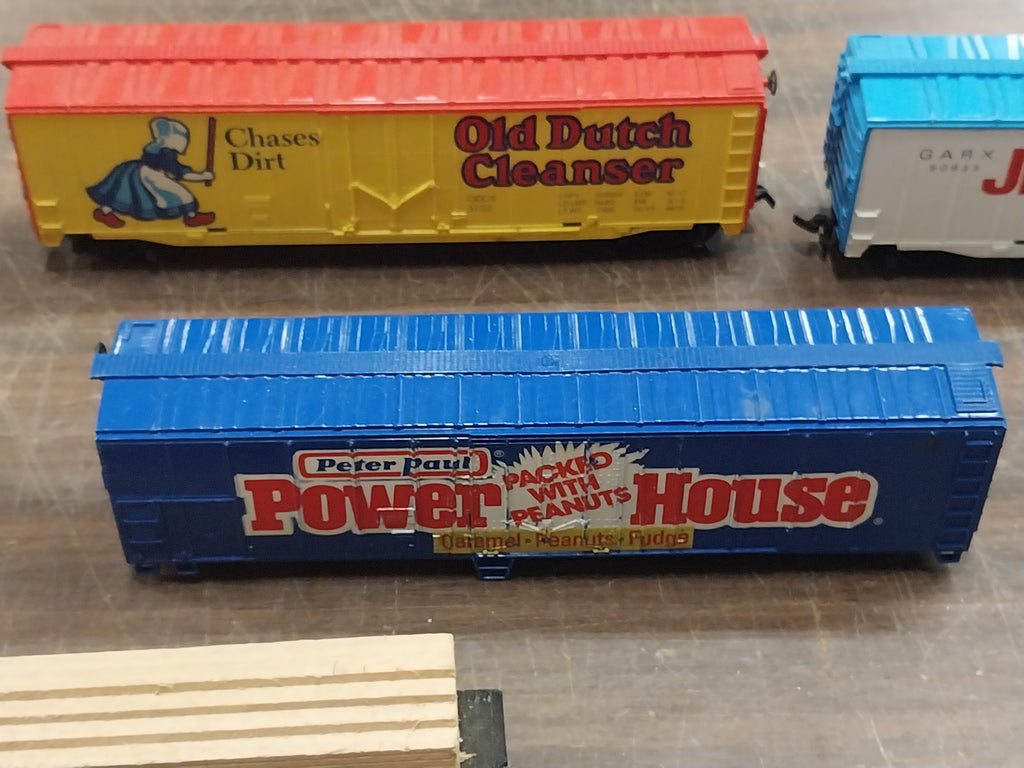 Chases
Dirt
Old Dutch
Cleanser
GARX
Peter Paul ®
PACKED
WITH
PEANUTS
Power House ®
Caramel • Peanuts • Fudge